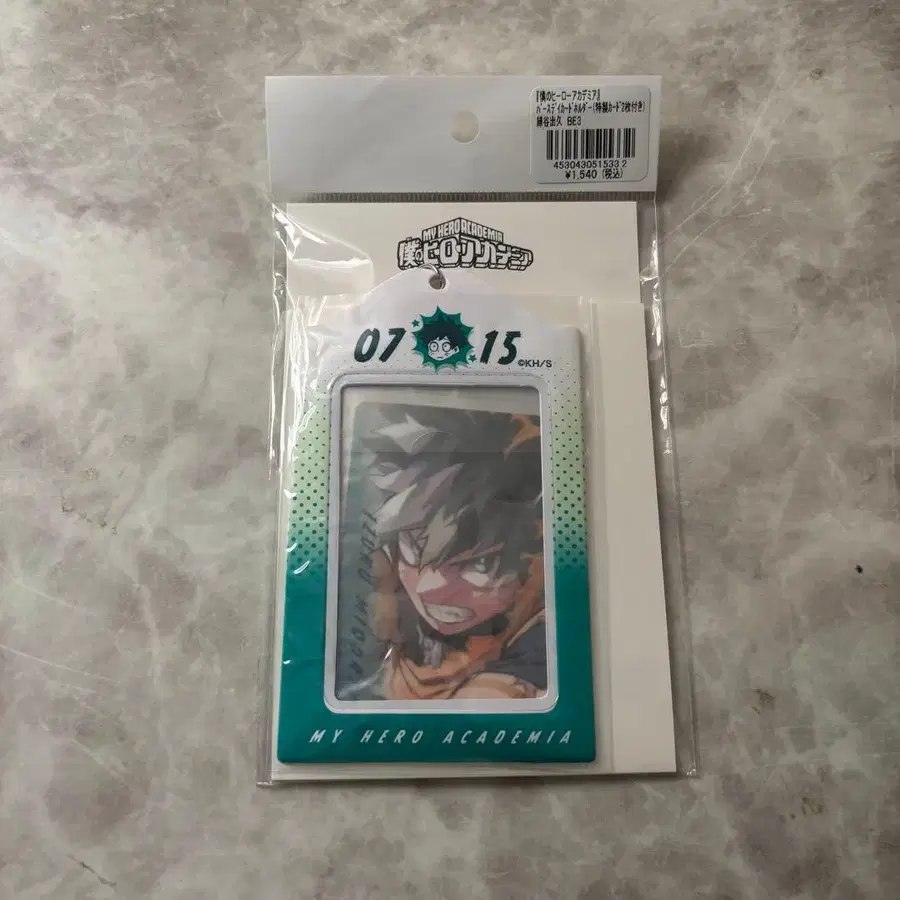 『僕のヒーローアカデミア』
バースデイカードホルダー(特製カード2枚付き)
緑谷出久 BE3
453043051533 2
¥1,540 (税込)
MY HERO ACADEMIA
僕のヒーローアカデミア
07 15
©KH/S
IZUKU MIDORI
MY HERO ACADEMIA